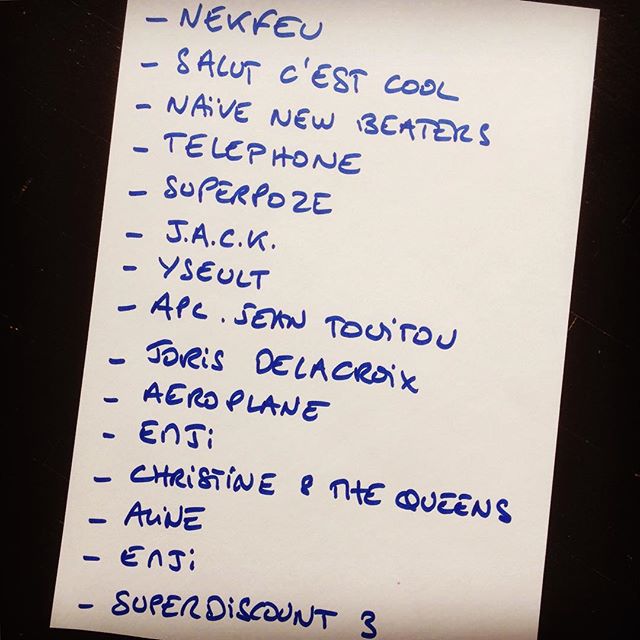 - NEKFEU
- SALUT C'EST COOL
- NAïVE NEW BEATERS
- TELEPHONE
- SUPERPOZE
- J.A.C.K.
- YSEULT
- APC. JEAN TOUITOU
- JORIS DELACROIX
- AEROPLANE
- ENJi
- CHRISTINE & THE QUEENS
- ALINE
- ENJi
- SUPERDISCOUNT 3